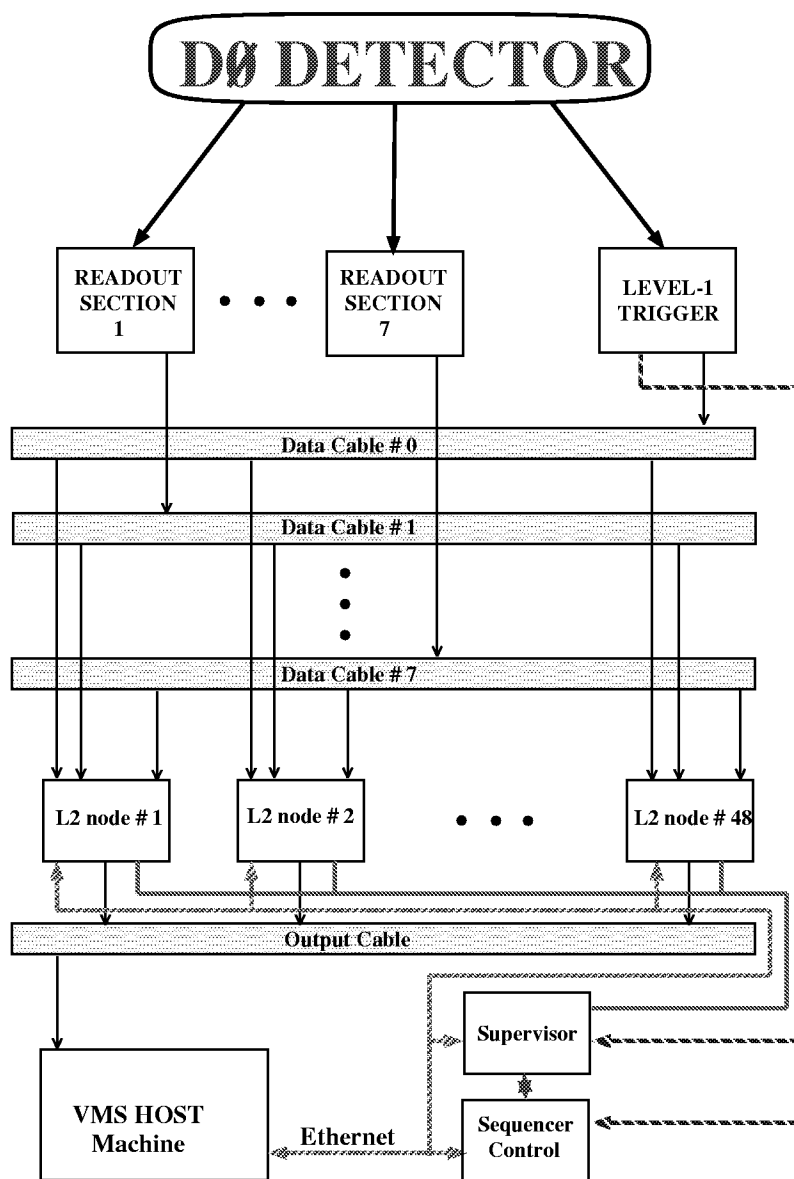 DØ DETECTOR
READOUT
SECTION
1
READOUT
SECTION
7
LEVEL-1
TRIGGER
Data Cable # 0
Data Cable # 1
Data Cable # 7
L2 node # 1
L2 node # 2
L2 node # 48
Output Cable
Supervisor
VMS HOST
Machine
Ethernet
Sequencer
Control